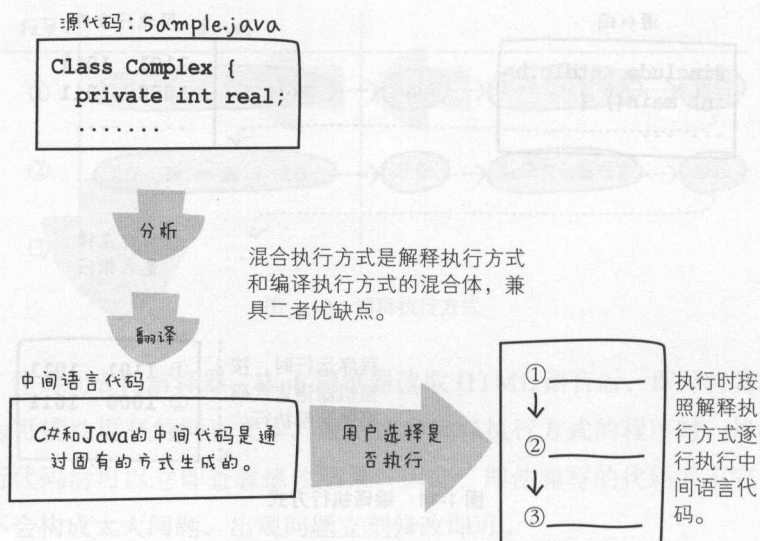 源代码：Sample.java
Class Complex {
private int real;
.......
分析
翻译
混合执行方式是解释执行方式
和编译执行方式的混合体，兼
具二者优缺点。
中间语言代码
C#和Java的中间代码是通
过固有的方式生成的。
用户选择是
否执行
①
②
③
执行时按
照解释执
行方式逐
行执行中
间语言代
码。